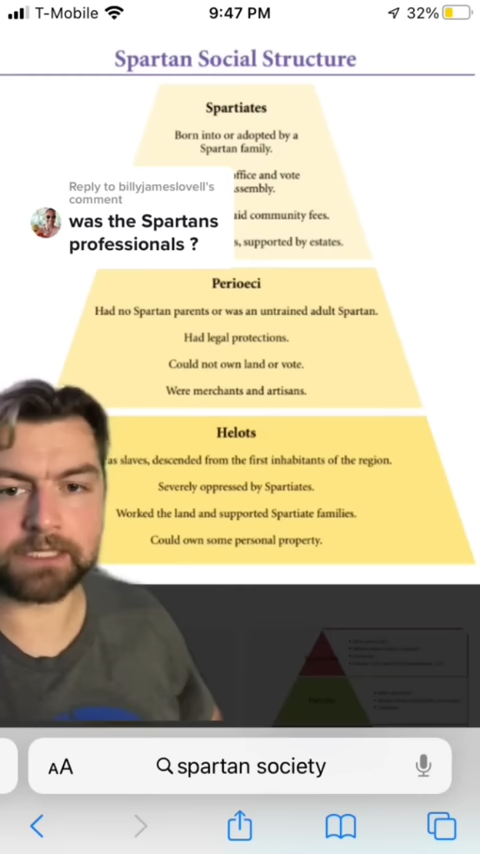 T-Mobile
9:47 PM
32%
Spartan Social Structure
Spartiates
Born into or adopted by a
Spartan family.
office and vote
assembly.
paid community fees.
s, supported by estates.
Reply to billyjameslovell's
comment
was the Spartans
professionals ?
Perioeci
Had no Spartan parents or was an untrained adult Spartan.
Had legal protections.
Could not own land or vote.
Were merchants and artisans.
Helots
as slaves, descended from the first inhabitants of the region.
Severely oppressed by Spartiates.
Worked the land and supported Spartiate families.
Could own some personal property.
AA
spartan society